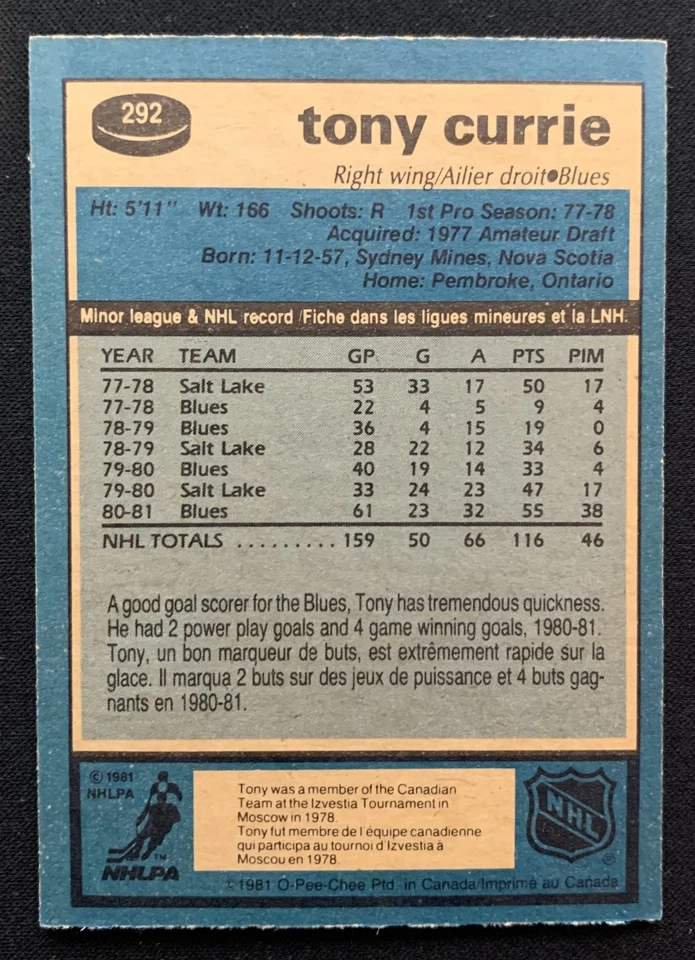 292
tony currie
Right wing/Ailier droit●Blues
Ht: 5'11" Wt: 166 Shoots: R 1st Pro Season: 77-78
Acquired: 1977 Amateur Draft
Born: 11-12-57, Sydney Mines, Nova Scotia
Home: Pembroke, Ontario
Minor league & NHL record/Fiche dans les ligues mineures et la LNH.
YEAR TEAM GP G A PTS PIM
77-78 Salt Lake 53 33 17 50 17
77-78 Blues 22 4 5 9 4
78-79 Blues 36 4 15 19 0
78-79 Salt Lake 28 22 12 34 6
79-80 Blues 40 19 14 33 4
79-80 Salt Lake 33 24 23 47 17
80-81 Blues 61 23 32 55 38
NHL TOTALS ......... 159 50 66 116 46
A good goal scorer for the Blues, Tony has tremendous quickness.
He had 2 power play goals and 4 game winning goals, 1980-81.
Tony, un bon marqueur de buts, est extrêmement rapide sur la
glace. Il marqua 2 buts sur des jeux de puissance et 4 buts gag-
nants en 1980-81.
© 1981
NHLPA
TM
NHLPA
Tony was a member of the Canadian
Team at the Izvestia Tournament in
Moscow in 1978.
Tony fut membre de l'équipe canadienne
qui participa au tournoi d'Izvestia à
Moscou en 1978.
NHL
®
©1981 O-Pee-Chee Ptd. in Canada/Imprimé au Canada